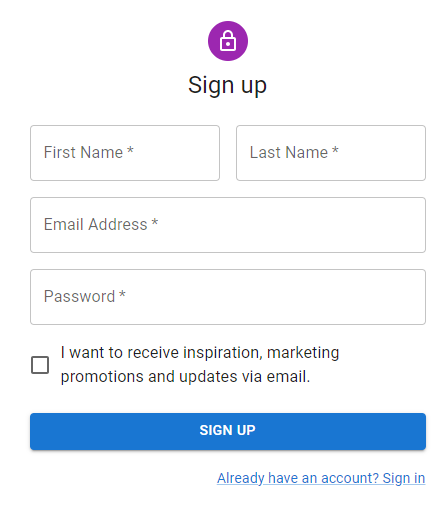 Sign up
First Name *
Last Name *
Email Address *
Password *
I want to receive inspiration, marketing
promotions and updates via email.
SIGN UP
Already have an account? Sign in